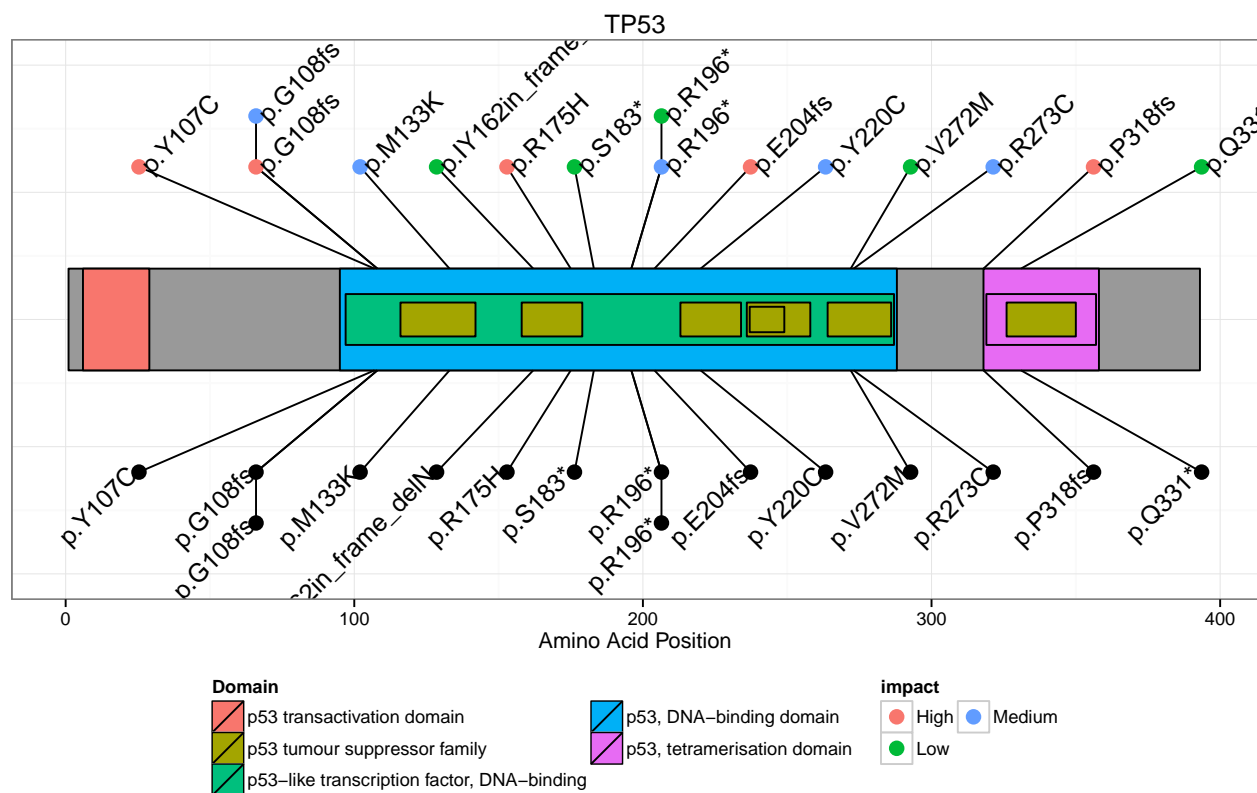 TP53
p.Y107C
p.G108fs
p.G108fs
p.M133K
p.IY162in_frame_
p.R175H
p.S183*
p.R196*
p.R196*
p.E204fs
p.Y220C
p.V272M
p.R273C
p.P318fs
p.Q331
p.Y107C
p.G108fs
p.G108fs
p.M133K
62in_frame_delN
p.R175H
p.S183*
p.R196*
p.R196*
p.E204fs
p.Y220C
p.V272M
p.R273C
p.P318fs
p.Q331*
0 100 200 300 400
Amino Acid Position
Domain
p53 transactivation domain
p53 tumour suppressor family
p53−like transcription factor, DNA−binding
p53, DNA−binding domain
p53, tetramerisation domain
impact
High Medium
Low